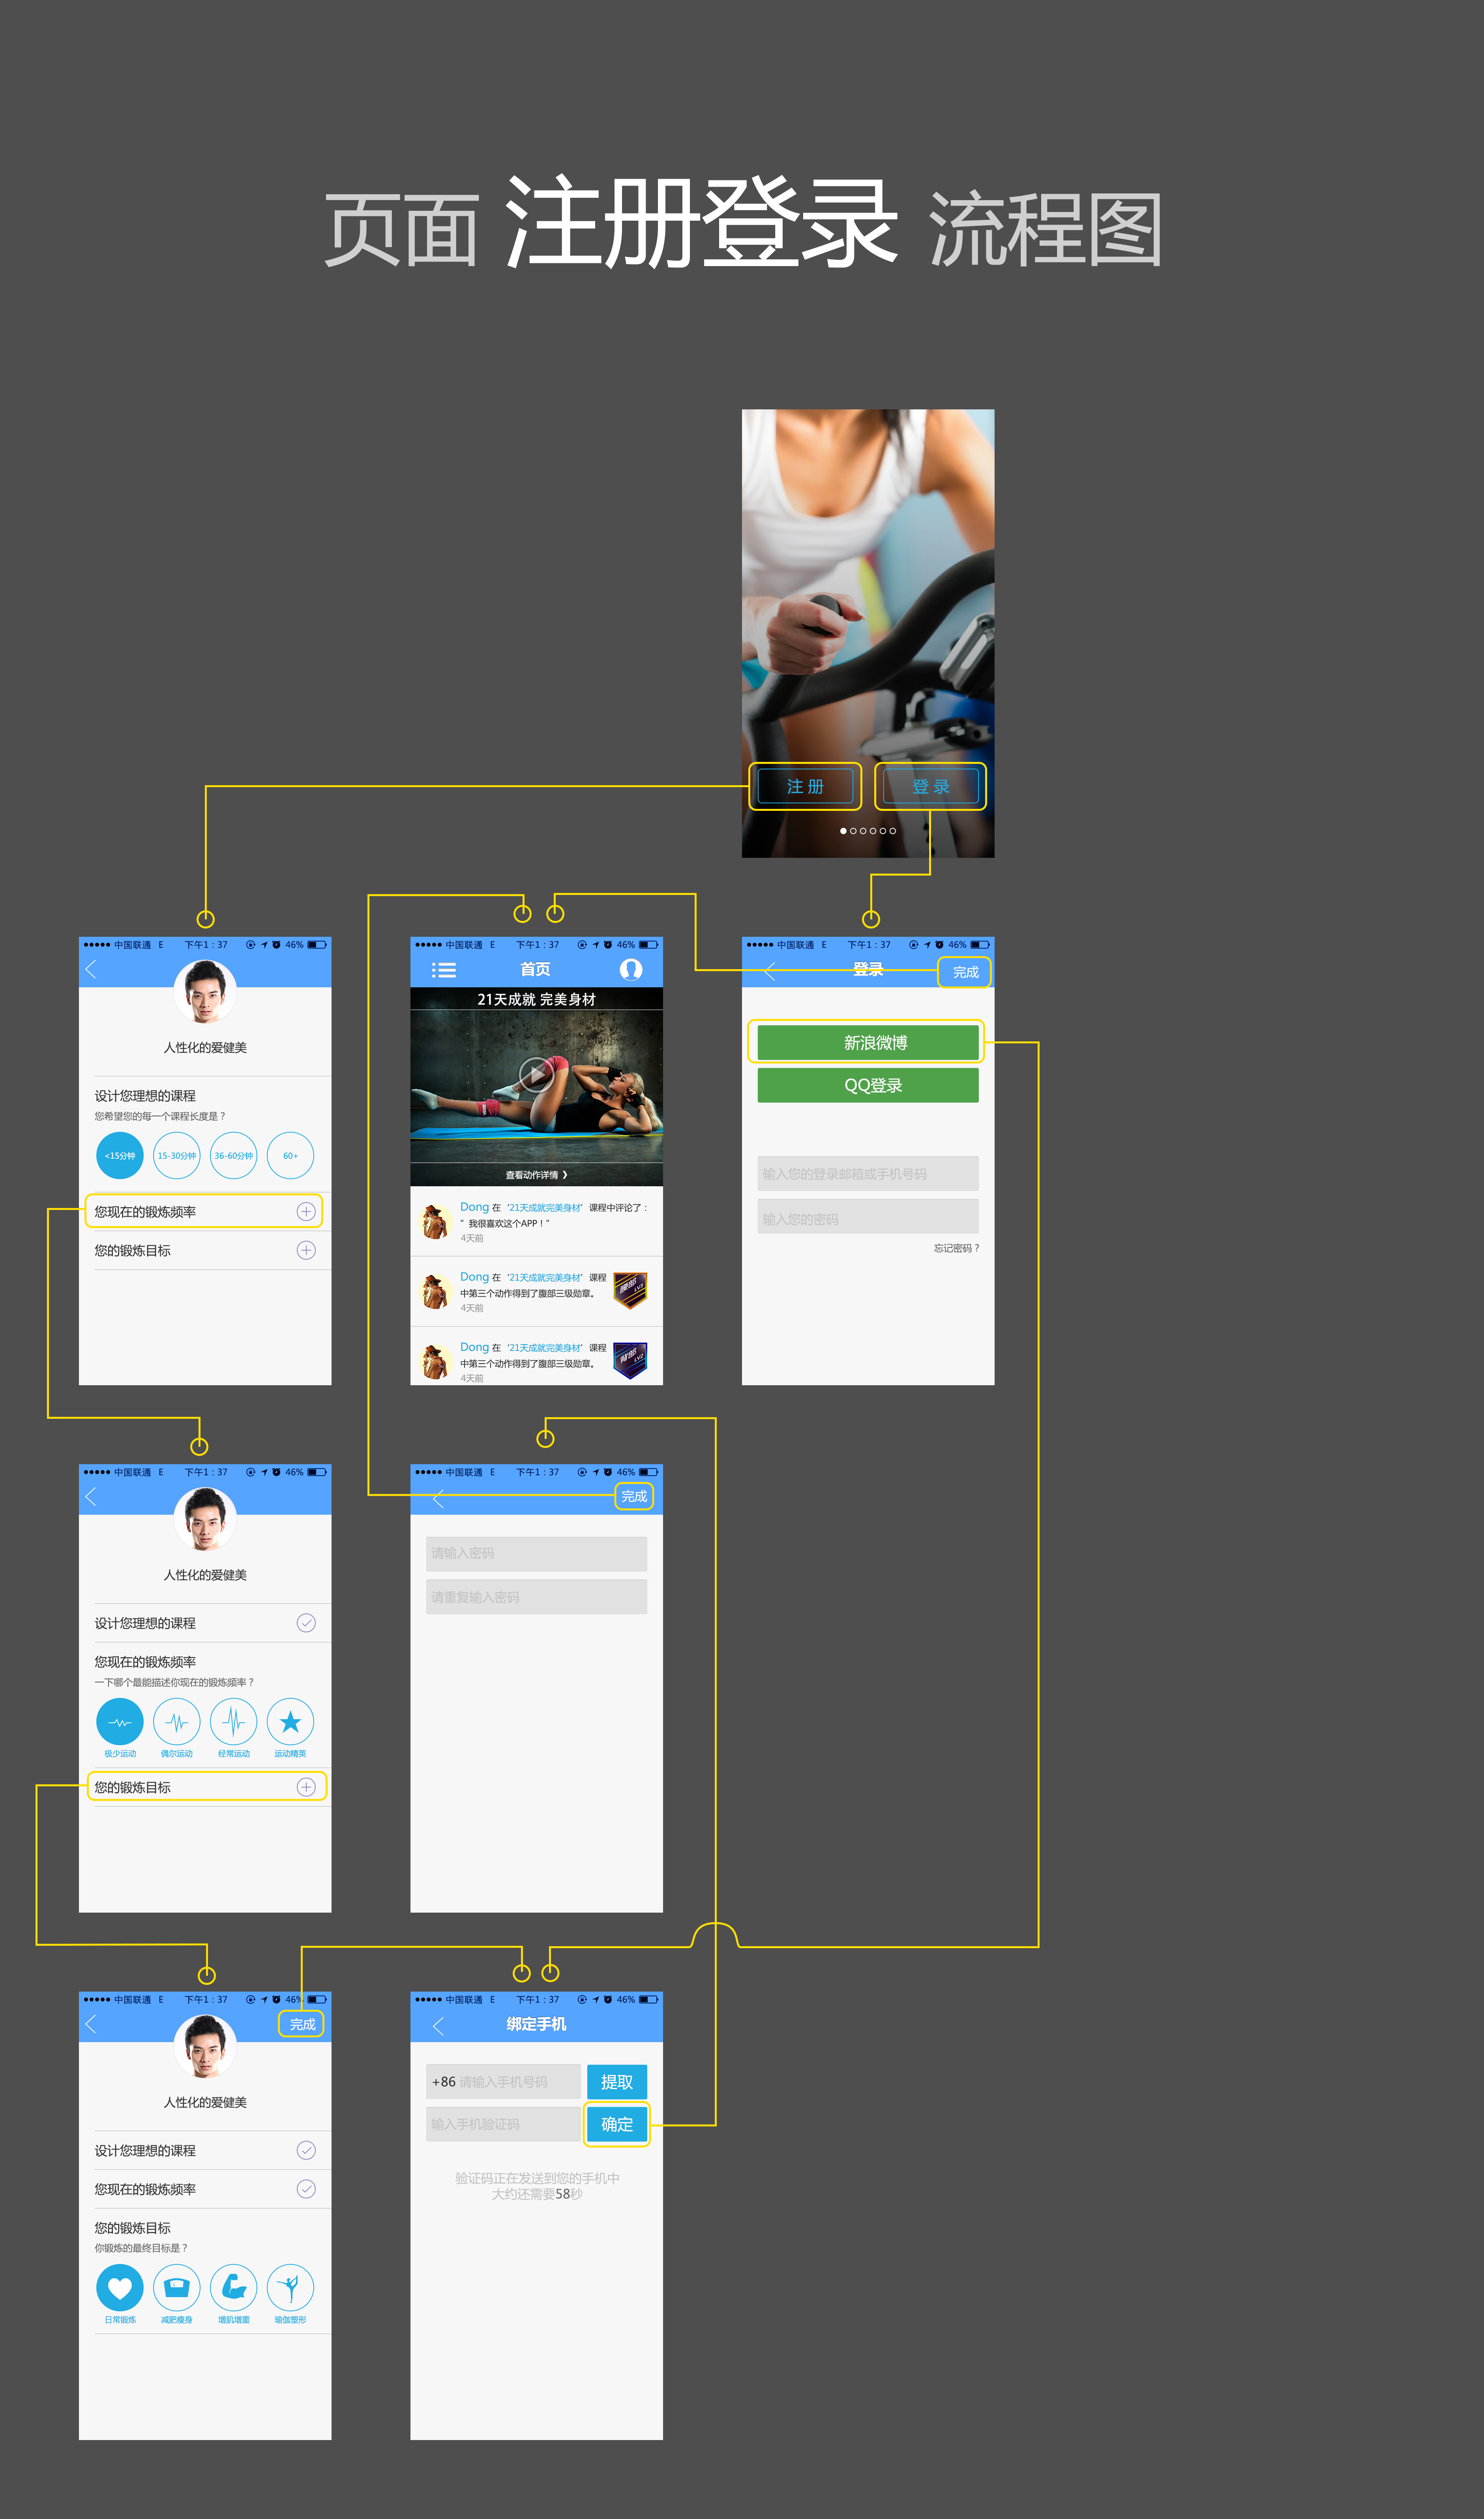 页面 注册登录 流程图
注 册
登 录
中国联通 E 下午1：37 46%
人性化的爱健美
设计您理想的课程
您希望您的每一个课程长度是？
<15分钟 15-30分钟 36-60分钟 60+
您现在的锻炼频率
您的锻炼目标
中国联通 E 下午1：37 46%
首页
21天成就 完美身材
查看动作详情 》
Dong 在‘21天成就完美身材’课程中评论了：
“ 我很喜欢这个APP！”
4天前
Dong 在‘21天成就完美身材’课程
中第三个动作得到了腹部三级勋章。
4天前
腹部
LV3
Dong 在‘21天成就完美身材’课程
中第三个动作得到了腹部三级勋章。
4天前
LV2
中国联通 E 下午1：37 46%
登录
完成
新浪微博
QQ登录
输入您的登录邮箱或手机号码
输入您的密码
忘记密码？
中国联通 E 下午1：37 46%
人性化的爱健美
设计您理想的课程
您现在的锻炼频率
一下哪个最能描述你现在的锻炼频率？
极少运动 偶尔运动 经常运动 运动精英
您的锻炼目标
中国联通 E 下午1：37 46%
完成
请输入密码
请重复输入密码
中国联通 E 下午1：37 46%
完成
人性化的爱健美
设计您理想的课程
您现在的锻炼频率
您的锻炼目标
你锻炼的最终目标是？
日常锻炼 减肥瘦身 增肌增重 瑜伽塑形
中国联通 E 下午1：37 46%
绑定手机
+86 请输入手机号码
提取
输入手机验证码
确定
验证码正在发送到您的手机中
大约还需要58秒